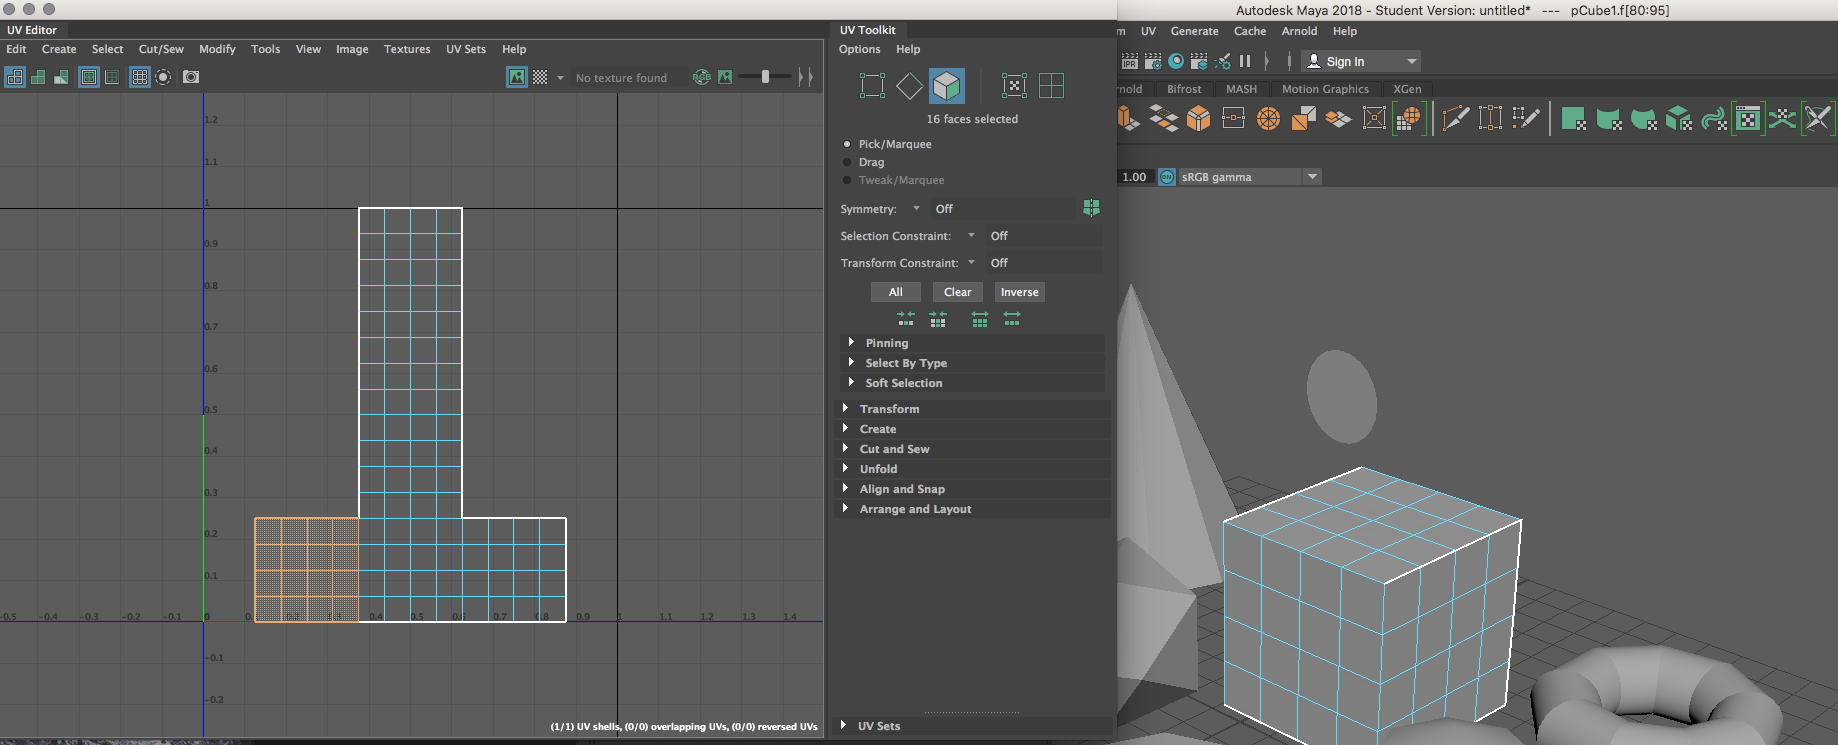 UV Editor
Edit Create Select Cut/Sew Modify Tools View Image Textures UV Sets Help
No texture found
RGB
1.2
1.1
1
0.9
0.8
0.7
0.6
0.5
0.4
0.3
0.2
0.1
-0.5 -0.4 -0.3 -0.2 -0.1 0 0.4 0.6 0.8 0.9 1 1.1 1.2 1.3 1.4
-0.1
-0.2
(1/1) UV shells, (0/0) overlapping UVs, (0/0) reversed UVs
UV Toolkit
Options Help
16 faces selected
Pick/Marquee
Drag
Tweak/Marquee
Symmetry: Off
Selection Constraint: Off
Transform Constraint: Off
All Clear Inverse
Pinning
Select By Type
Soft Selection
Transform
Create
Cut and Sew
Unfold
Align and Snap
Arrange and Layout
UV Sets
Autodesk Maya 2018 - Student Version: untitled* --- pCube1.f[80:95]
m UV Generate Cache Arnold Help
IPR Sign In
nold Bifrost MASH Motion Graphics XGen
1.00 ON sRGB gamma